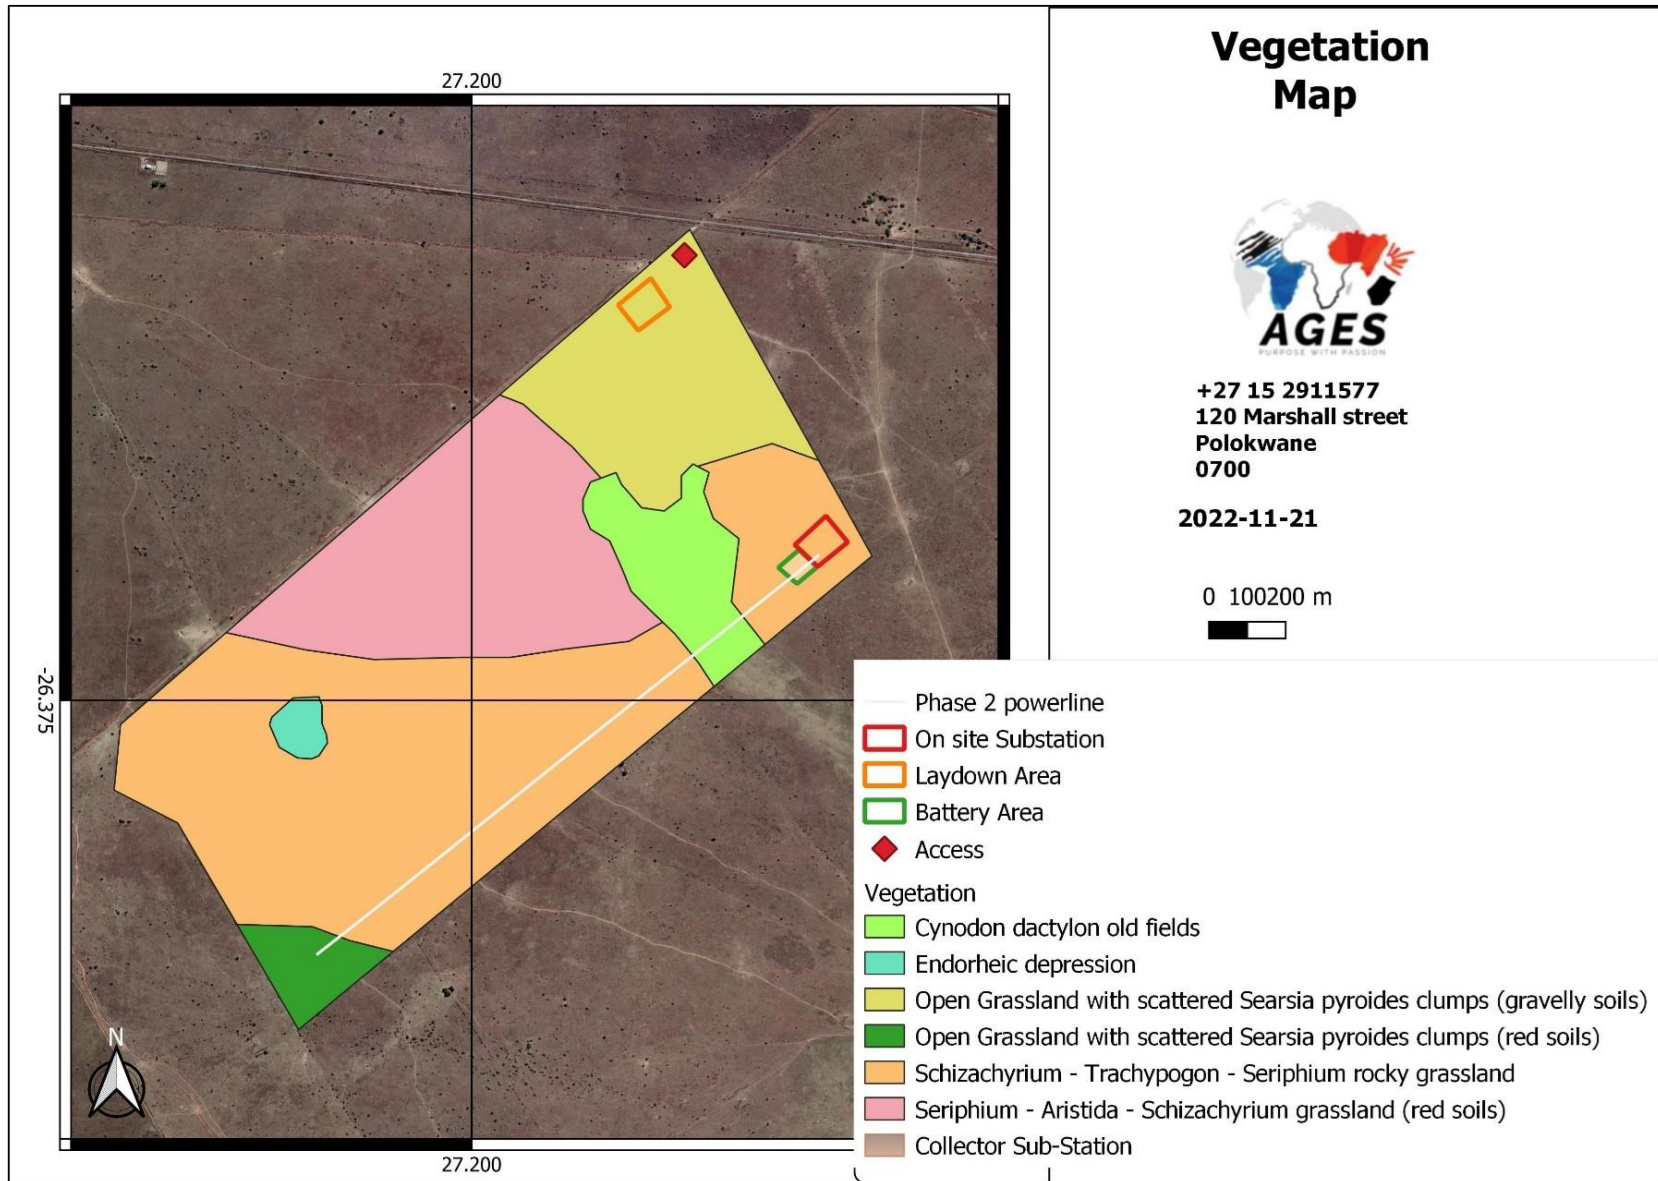 Vegetation
Map
AGES
PURPOSE WITH PASSION
+27 15 2911577
120 Marshall street
Polokwane
0700
2022-11-21
0 100200 m
27.200
-26.375
N
27.200
Phase 2 powerline
On site Substation
Laydown Area
Battery Area
Access
Vegetation
Cynodon dactylon old fields
Endorheic depression
Open Grassland with scattered Searsia pyroides clumps (gravelly soils)
Open Grassland with scattered Searsia pyroides clumps (red soils)
Schizachyrium - Trachypogon - Seriphium rocky grassland
Seriphium - Aristida - Schizachyrium grassland (red soils)
Collector Sub-Station